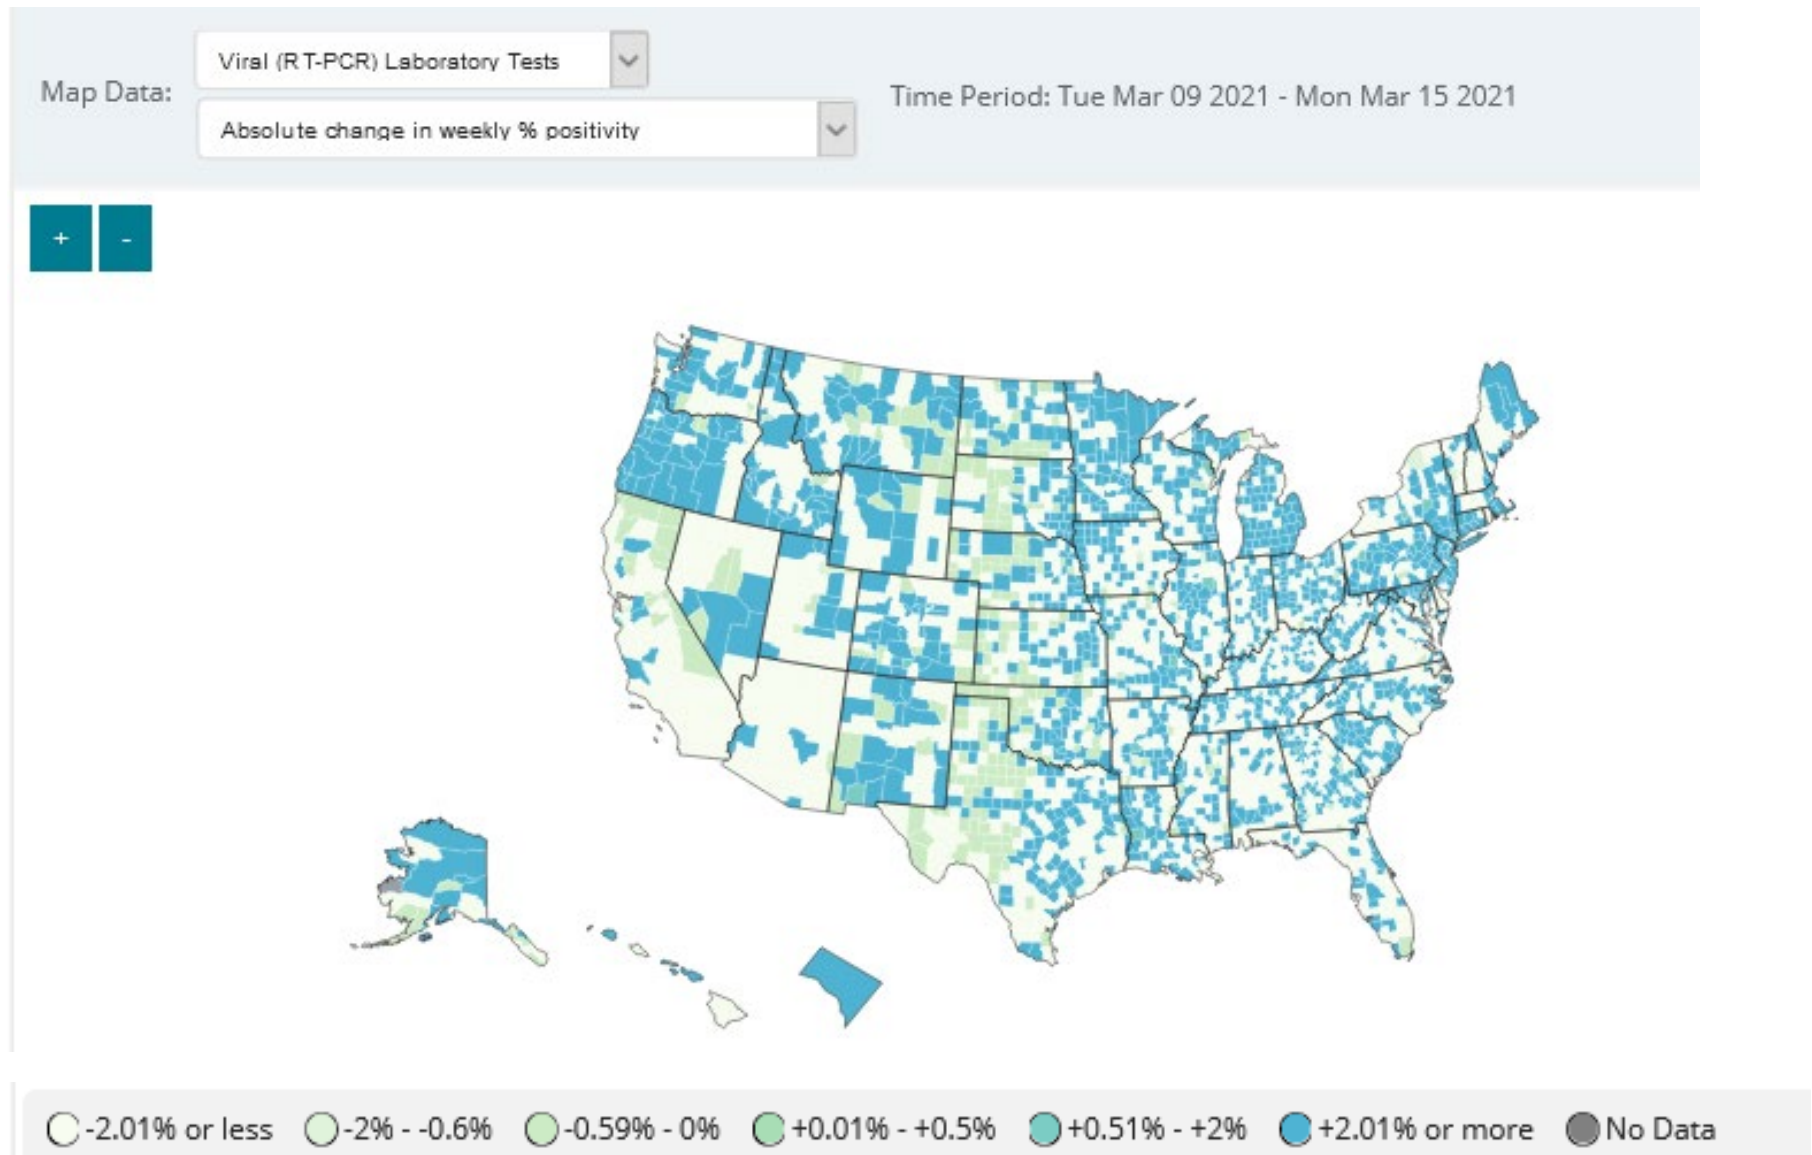 Map Data:
Viral (RT-PCR) Laboratory Tests
Absolute change in weekly % positivity
Time Period: Tue Mar 09 2021 - Mon Mar 15 2021
+ -
-2.01% or less -2% - -0.6% -0.59% - 0% +0.01% - +0.5% +0.51% - +2% +2.01% or more No Data